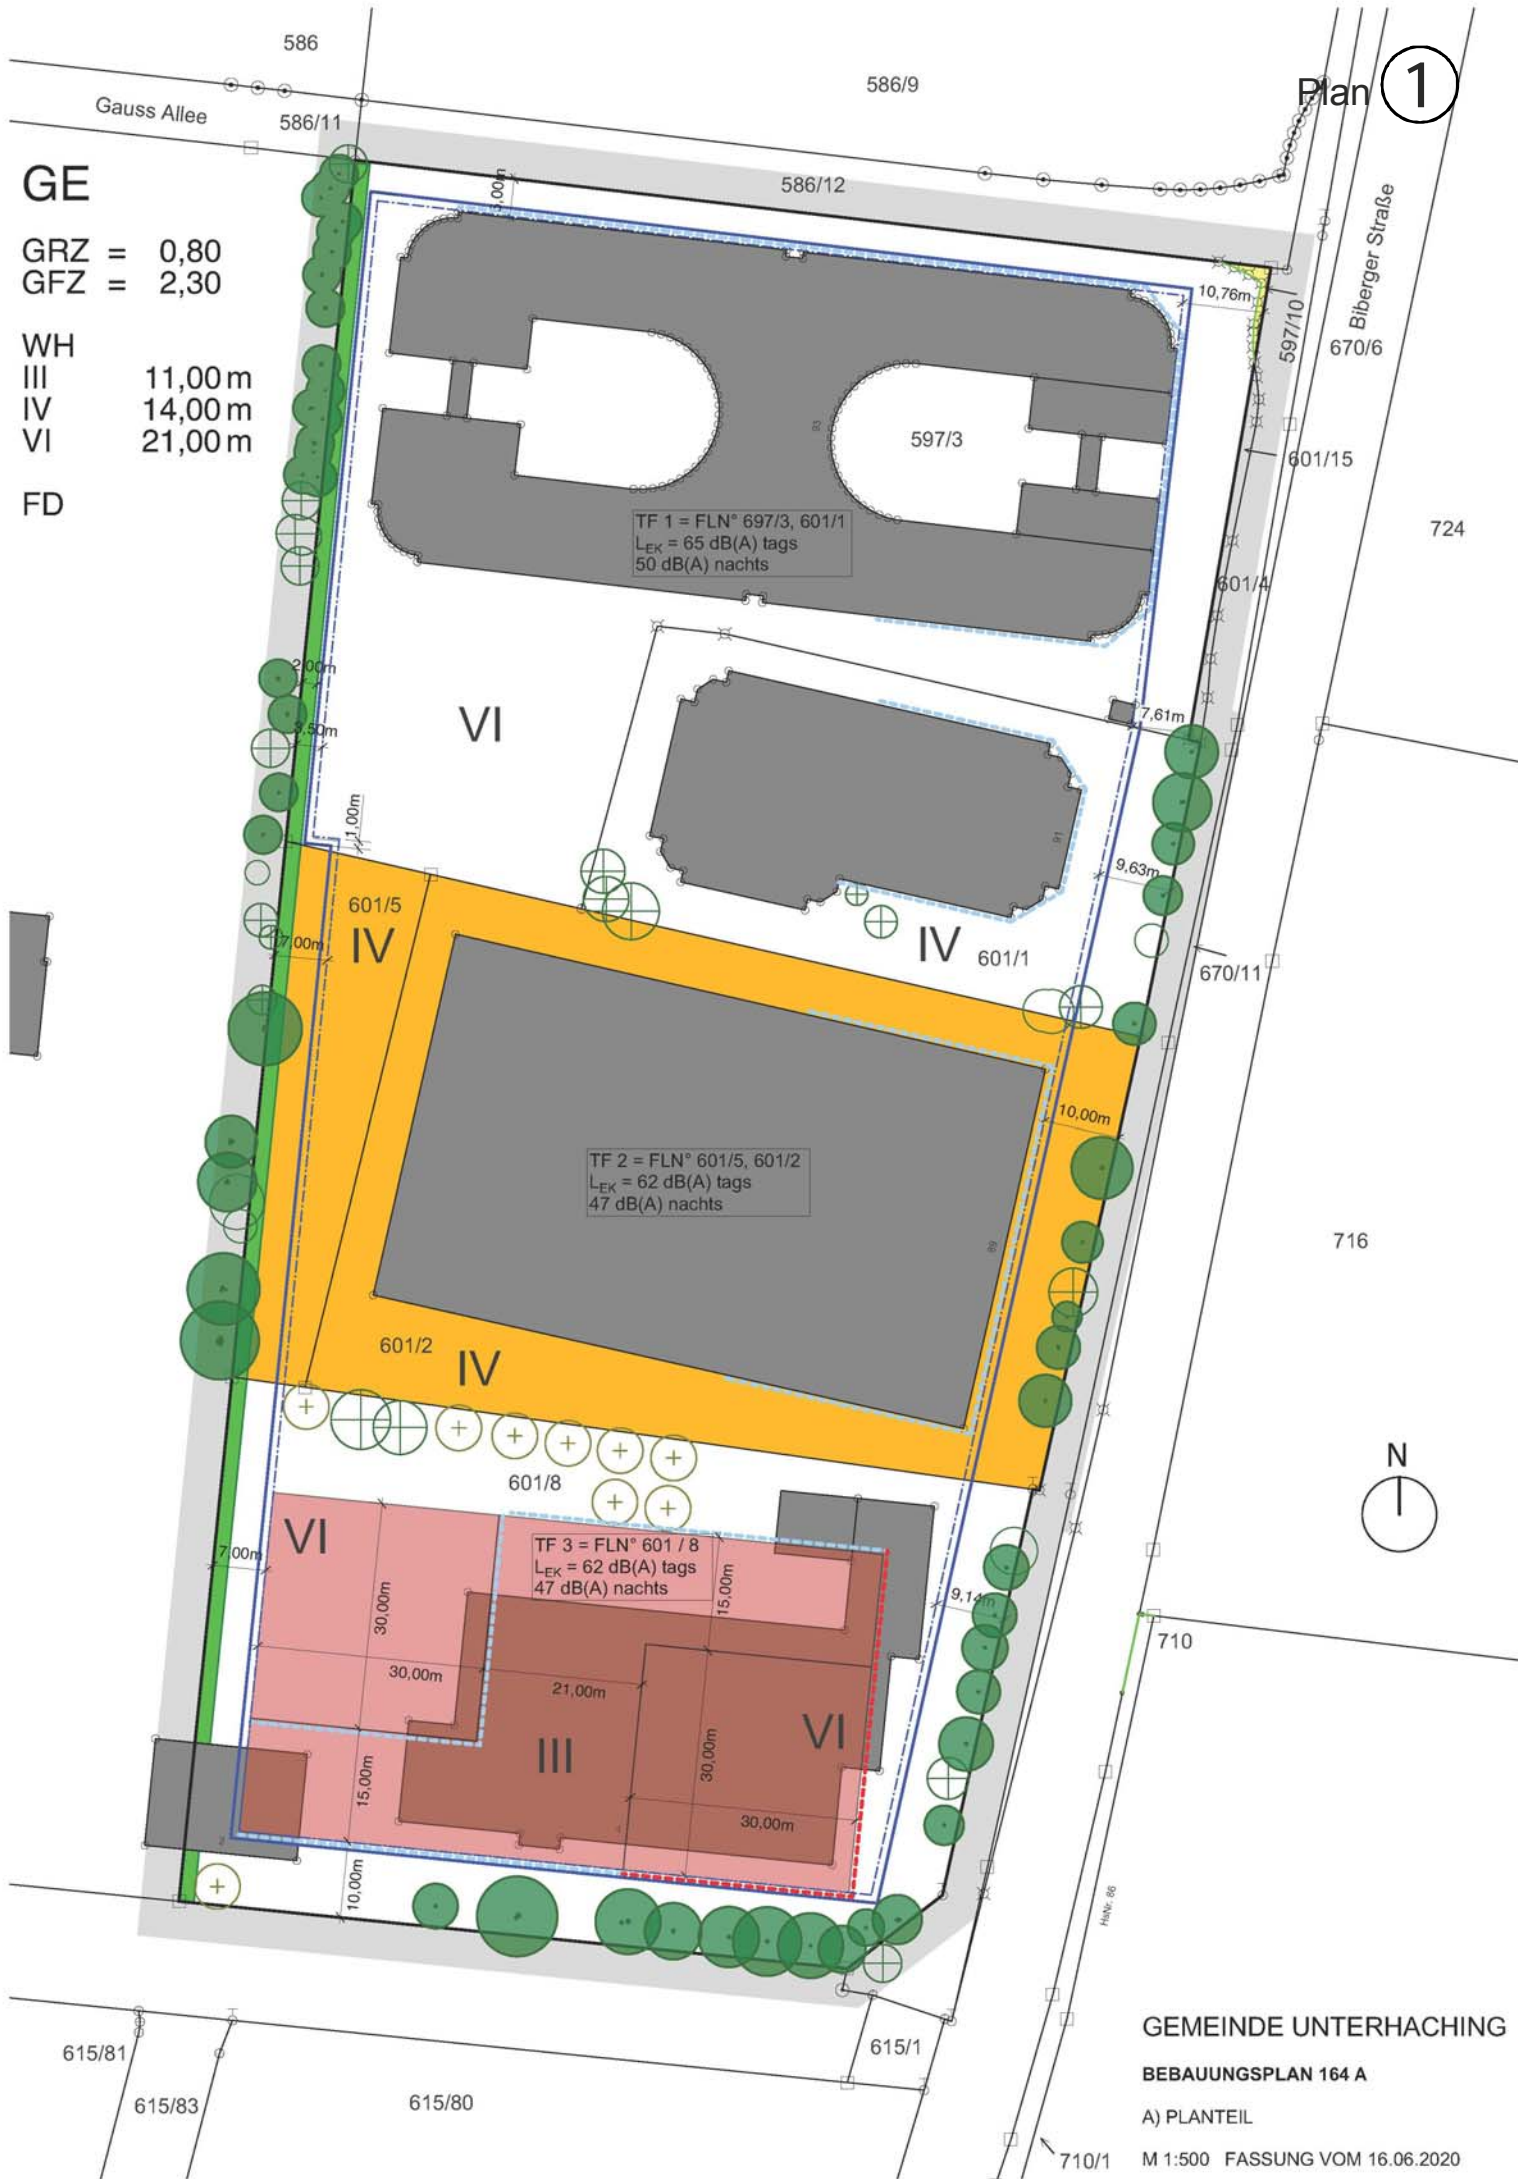 586
586/9
Plan 1
Gauss Allee
586/11
GE
586/12
5,00m
GRZ = 0,80
GFZ = 2,30
WH
III 11,00 m
IV 14,00 m
VI 21,00 m
FD
10,76m
597/10
Biberger Straße
670/6
93
597/3
601/15
724
TF 1 = FLN° 697/3, 601/1
LEK = 65 dB(A) tags
50 dB(A) nachts
601/4
2,00m
3,50m
VI
7,61m
1,00m
91
9,63m
601/5
IV
7,00m
IV
601/1
670/11
10,00m
TF 2 = FLN° 601/5, 601/2
LEK = 62 dB(A) tags
47 dB(A) nachts
89
716
601/2
IV
601/8
N
VI
TF 3 = FLN° 601 / 8
LEK = 62 dB(A) tags
47 dB(A) nachts
7,00m
30,00m
15,00m
9,14m
30,00m
21,00m
710
III
VI
30,00m
15,00m
30,00m
2
4
10,00m
HsNr. 86
GEMEINDE UNTERHACHING
615/81
615/1
BEBAUUNGSPLAN 164 A
615/83
615/80
A) PLANTEIL
710/1
M 1:500 FASSUNG VOM 16.06.2020